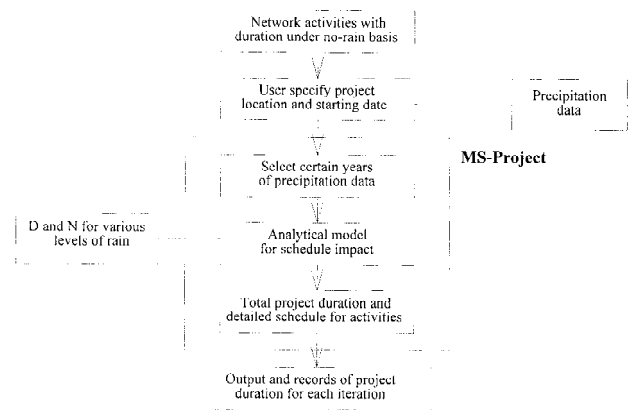 Network activities with
duration under no-rain basis
User specify project
location and starting date
Precipitation
data
MS-Project
Select certain years
of precipitation data
D and N for various
levels of rain
Analytical model
for schedule impact
Total project duration and
detailed schedule for activities
Output and records of project
duration for each iteration